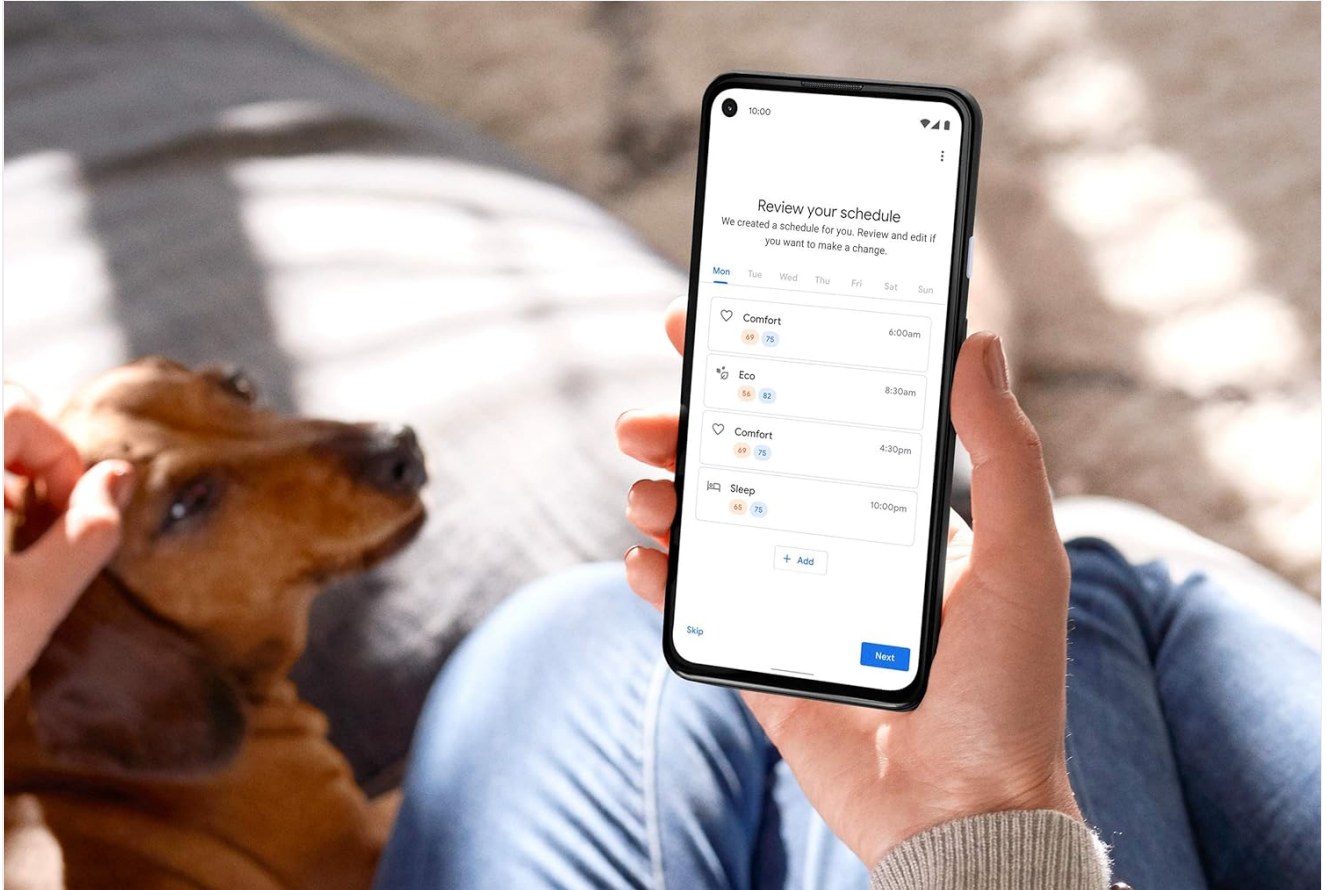 10:00
Review your schedule
We created a schedule for you. Review and edit if
you want to make a change.
Mon Tue Wed Thu Fri Sat Sun
Comfort 6:00am
69 75
Eco 8:30am
56 82
Comfort 4:30pm
69 75
Sleep 10:00pm
65 75
+ Add
Skip
Next